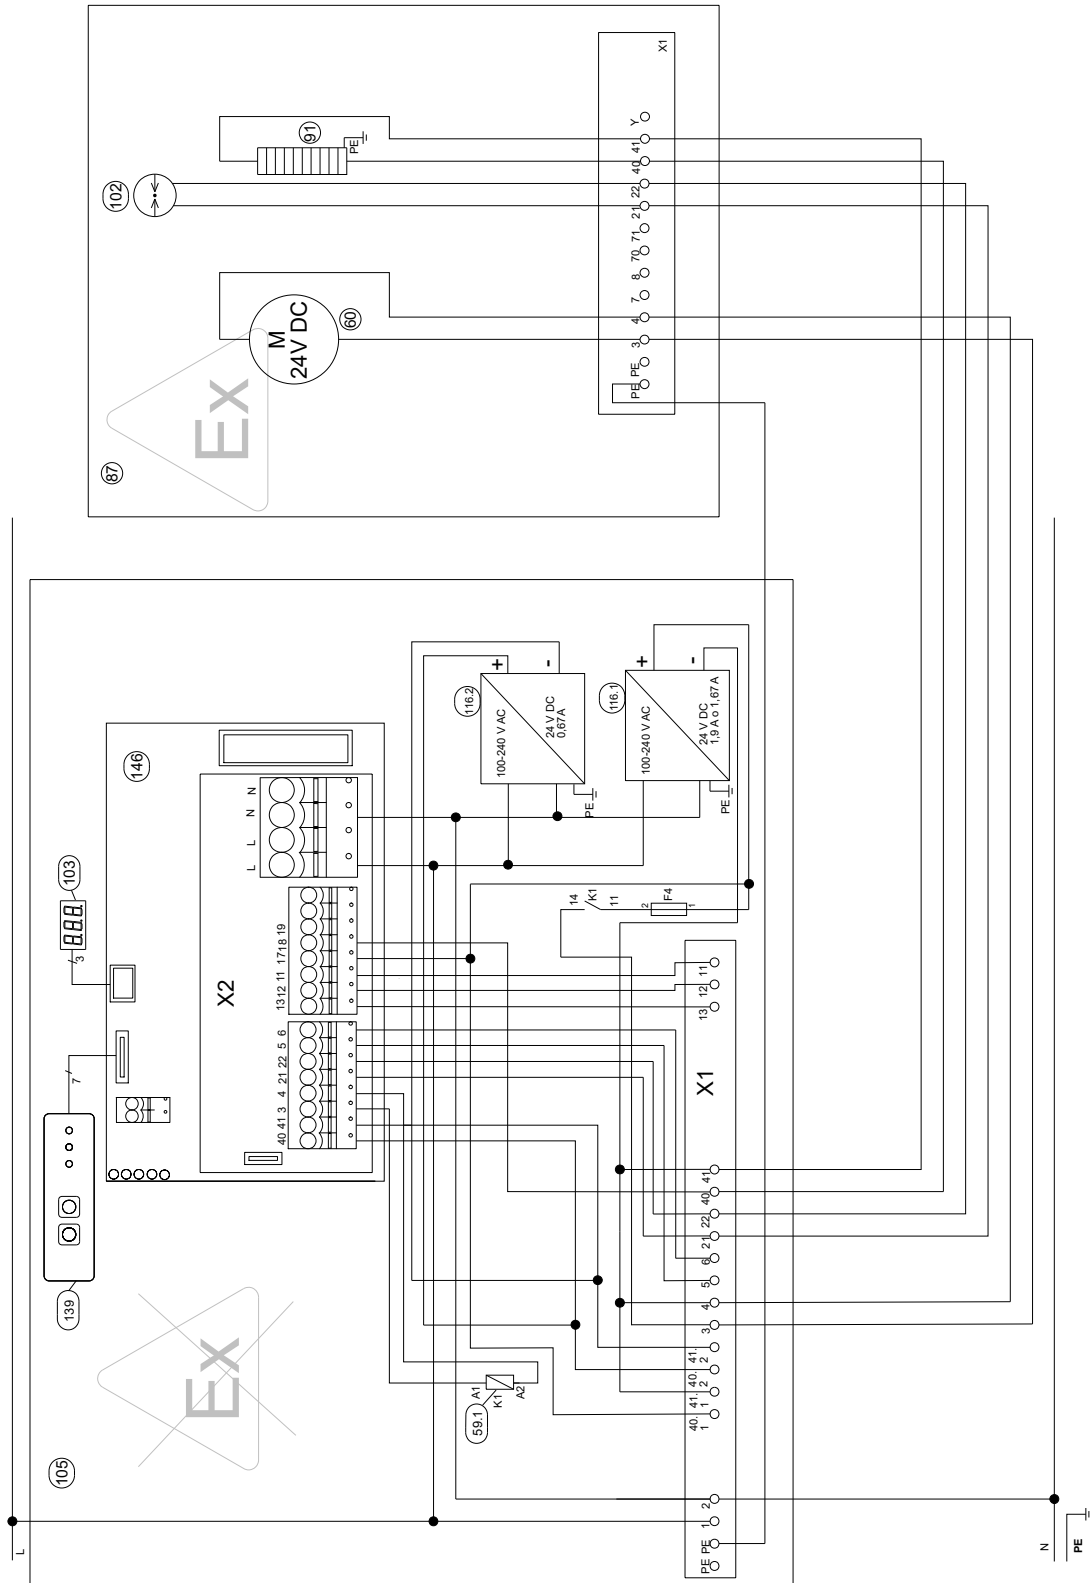 X1
PE PE 3 4 7 8 70 71 21 22 40 41 Y
91
PE
102
M
24V DC
60
Ex
87
146
103
8.8.8.
3
7
139
X2
L L N N
13 12 11 17 18 19
40 41 3 4 21 22 5 6
116.2
100-240 V AC
24 V DC
0,67A
+
-
PE
116.1
100-240 V AC
24 V DC
1,9 A o 1,67 A
+
-
PE
14
K1
11
2
F4
1
X1
PE PE 1 2 40.1 41.1 40.2 41.2 3 4 5 6 21 22 40 41 13 12 11
A1
K1
A2
59.1
Ex
105
L
N
PE